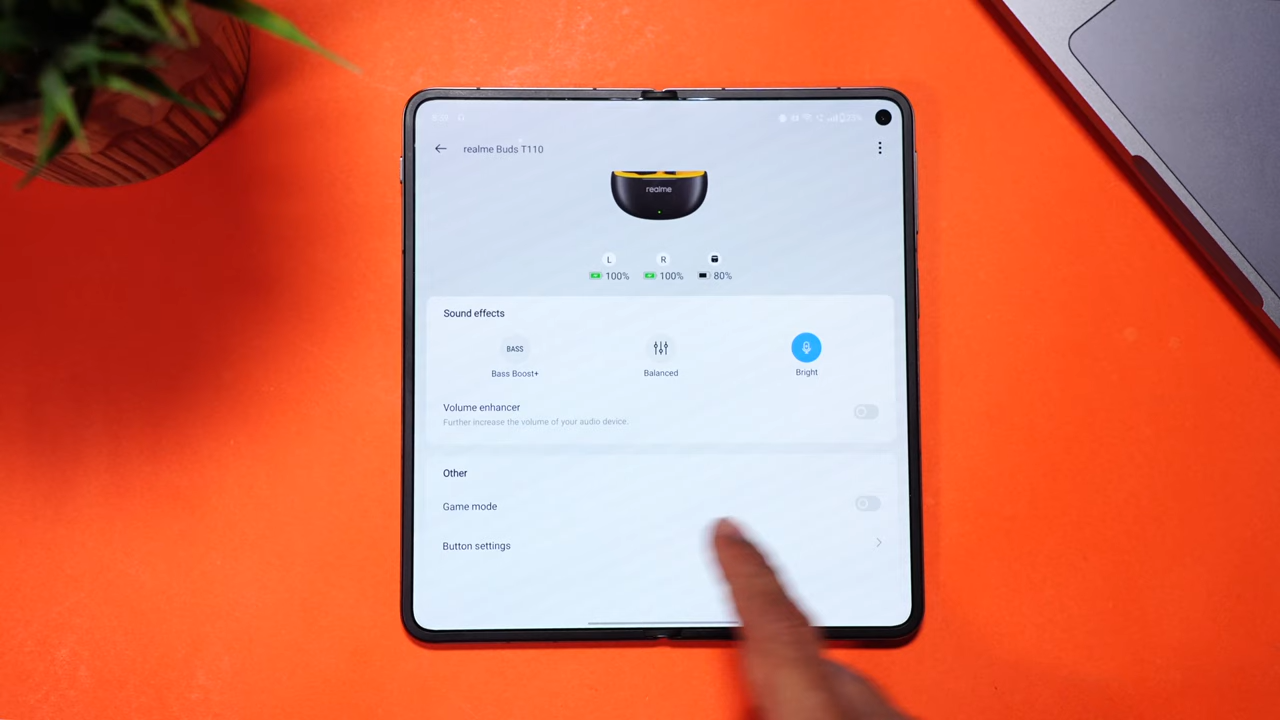 realme Buds T110
realme
L R
100% 100% 80%
Sound effects
BASS
Bass Boost+ Balanced Bright
Volume enhancer
Further increase the volume of your audio device.
Other
Game mode
Button settings